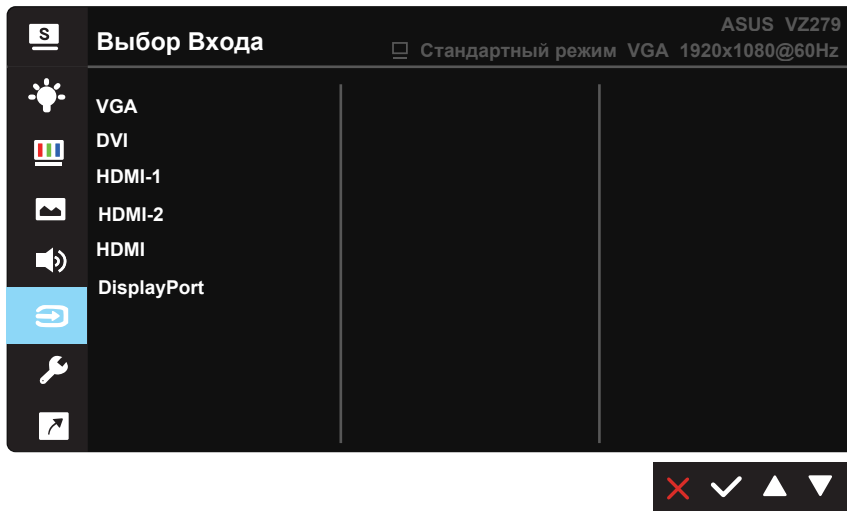 S
Выбор Входа
ASUS VZ279
Стандартный режим VGA 1920x1080@60Hz
VGA
DVI
HDMI-1
HDMI-2
HDMI
DisplayPort